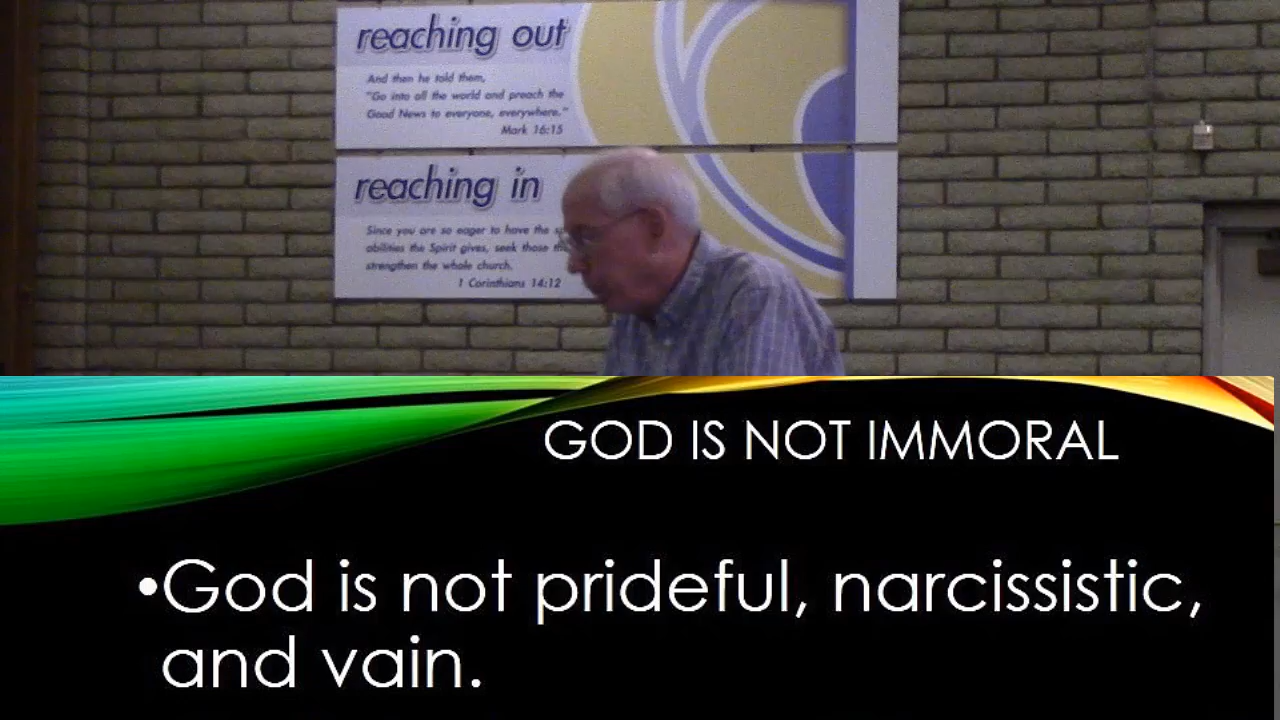 reaching out
And then he told them,
"Go into all the world and preach the
Good News to everyone, everywhere."
Mark 16:15
reaching in
Since you are so eager to have the
abilities the Spirit gives, seek those
strengthen the whole church.
1 Corinthians 14:12
GOD IS NOT IMMORAL
•God is not prideful, narcissistic,
and vain.